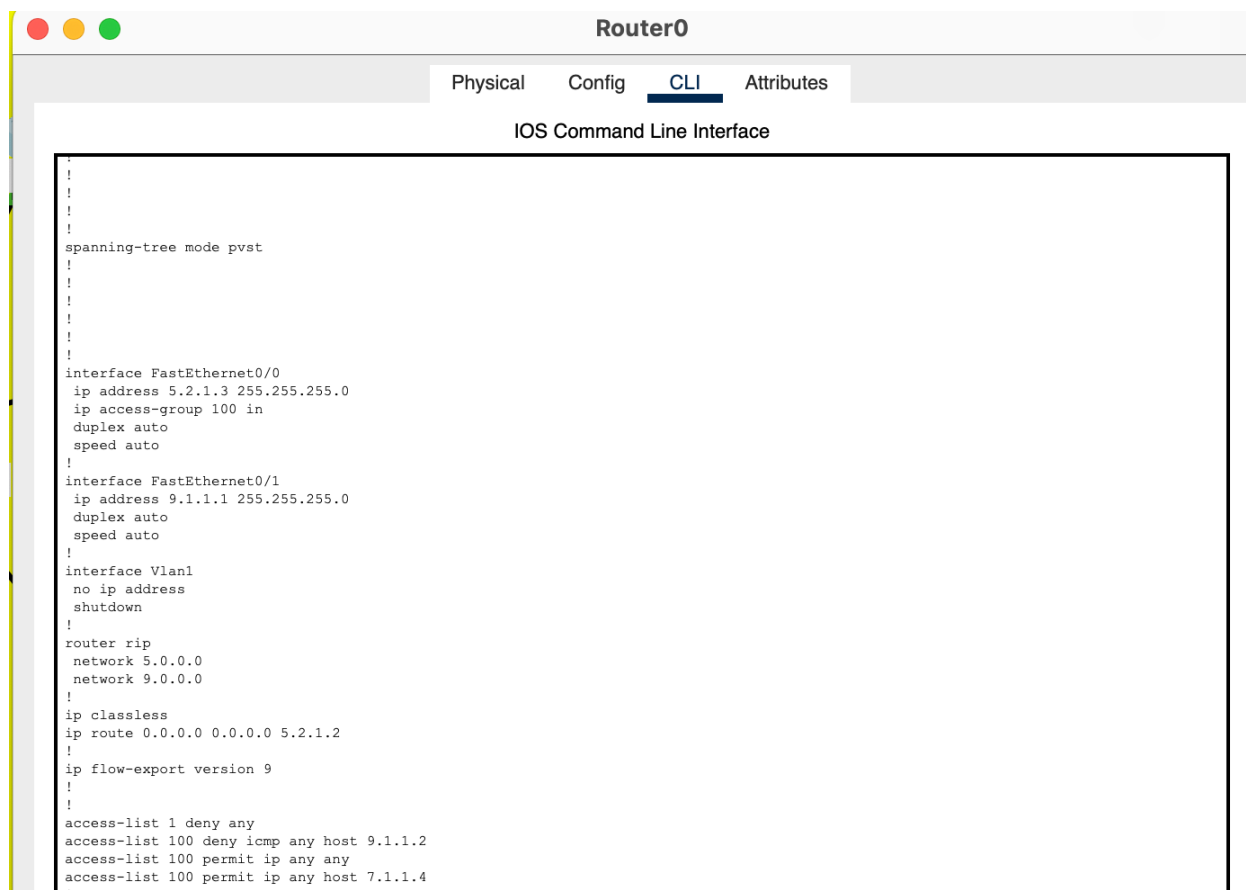 Router0
Physical Config CLI Attributes
IOS Command Line Interface
!
!
!
!
!
spanning-tree mode pvst
!
!
!
!
!
!
interface FastEthernet0/0
 ip address 5.2.1.3 255.255.255.0
 ip access-group 100 in
 duplex auto
 speed auto
!
interface FastEthernet0/1
 ip address 9.1.1.1 255.255.255.0
 duplex auto
 speed auto
!
interface Vlan1
 no ip address
 shutdown
!
router rip
 network 5.0.0.0
 network 9.0.0.0
!
ip classless
ip route 0.0.0.0 0.0.0.0 5.2.1.2
!
ip flow-export version 9
!
!
access-list 1 deny any
access-list 100 deny icmp any host 9.1.1.2
access-list 100 permit ip any any
access-list 100 permit ip any host 7.1.1.4